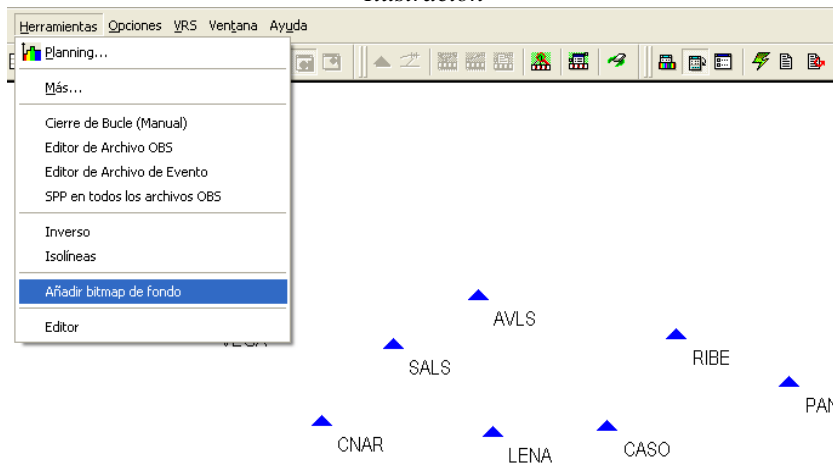 Herramientas Opciones VRS Ventana Ayuda
Planning...
Más...
Cierre de Bucle (Manual)
Editor de Archivo OBS
Editor de Archivo de Evento
SPP en todos los archivos OBS
Inverso
Isolíneas
Añadir bitmap de fondo
Editor
AVLS
SALS
RIBE
PAN
CNAR
LENA
CASO